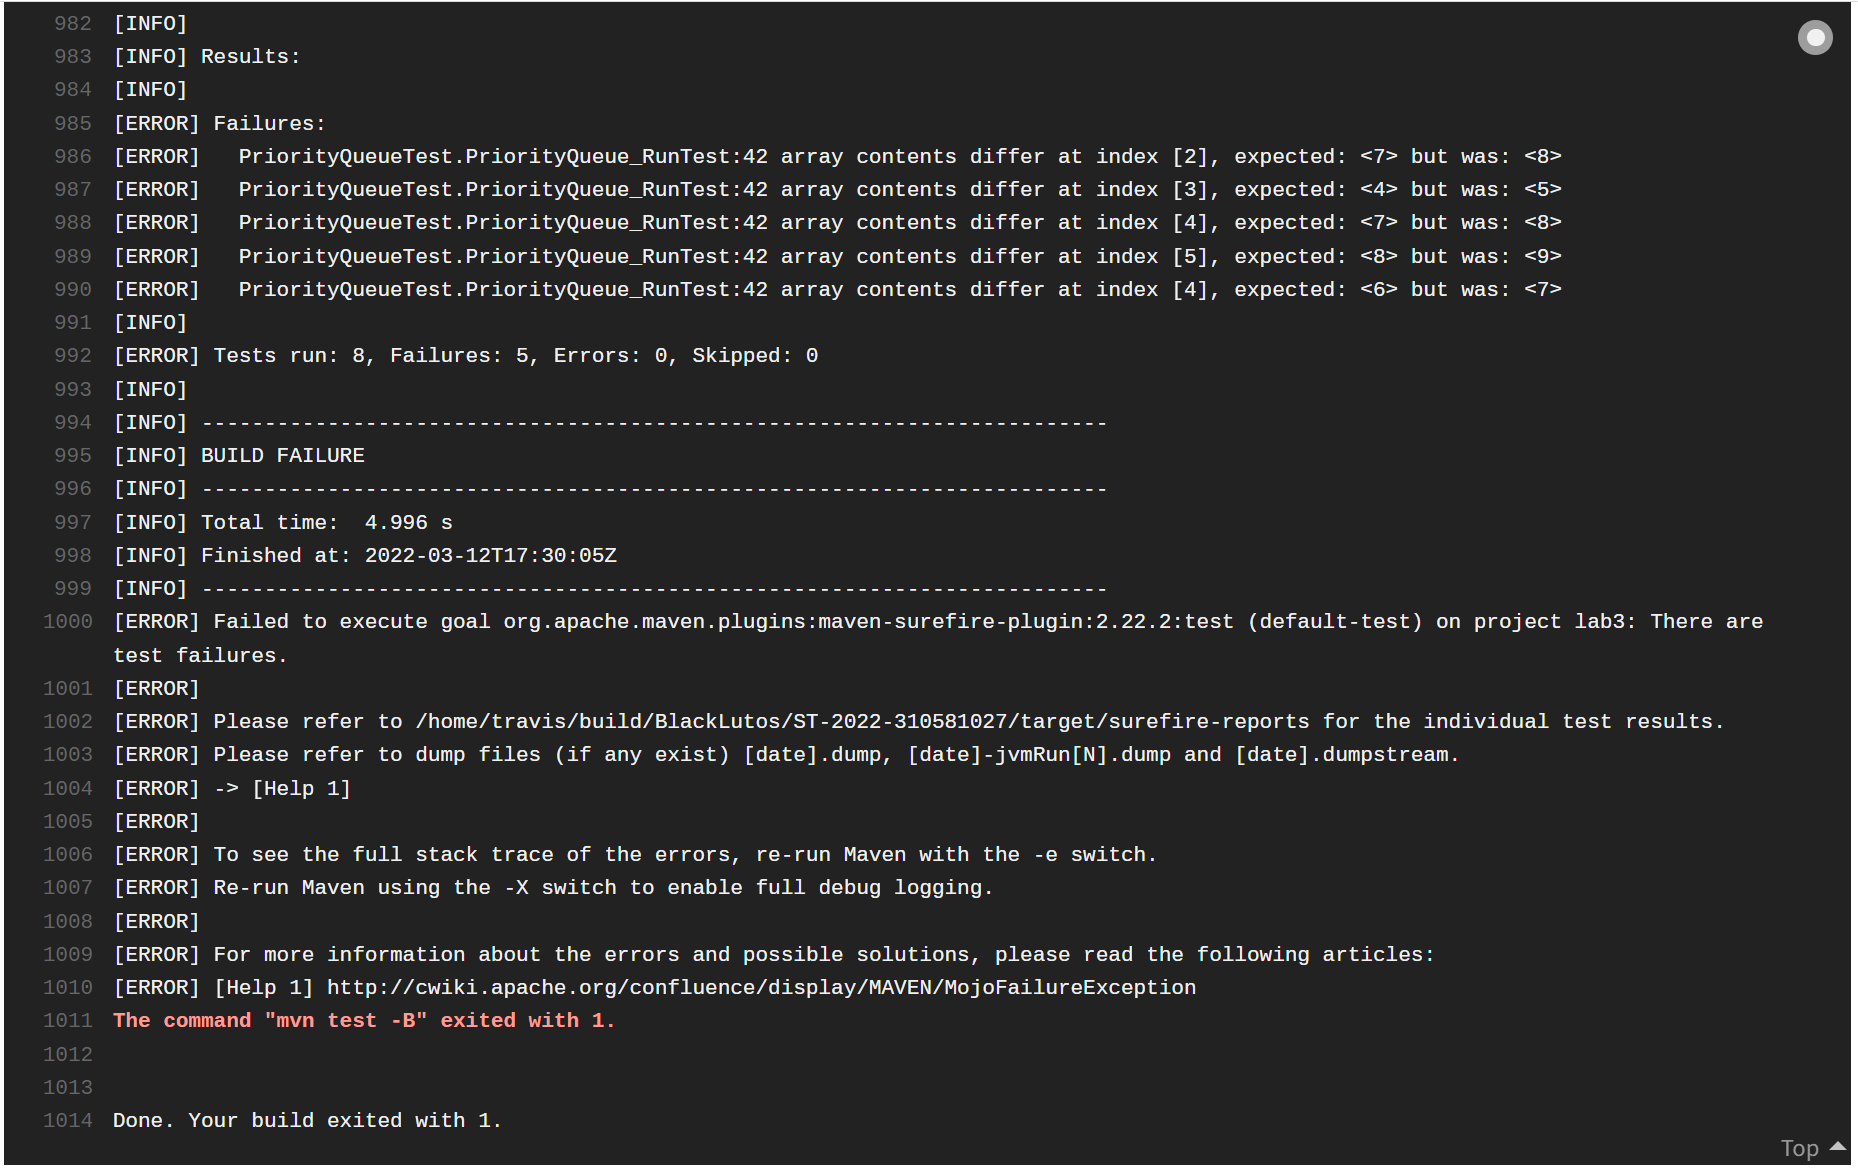 982 [INFO]
983 [INFO] Results:
984 [INFO]
985 [ERROR] Failures:
986 [ERROR]   PriorityQueueTest.PriorityQueue_RunTest:42 array contents differ at index [2], expected: <7> but was: <8>
987 [ERROR]   PriorityQueueTest.PriorityQueue_RunTest:42 array contents differ at index [3], expected: <4> but was: <5>
988 [ERROR]   PriorityQueueTest.PriorityQueue_RunTest:42 array contents differ at index [4], expected: <7> but was: <8>
989 [ERROR]   PriorityQueueTest.PriorityQueue_RunTest:42 array contents differ at index [5], expected: <8> but was: <9>
990 [ERROR]   PriorityQueueTest.PriorityQueue_RunTest:42 array contents differ at index [4], expected: <6> but was: <7>
991 [INFO]
992 [ERROR] Tests run: 8, Failures: 5, Errors: 0, Skipped: 0
993 [INFO]
994 [INFO] ------------------------------------------------------------------------
995 [INFO] BUILD FAILURE
996 [INFO] ------------------------------------------------------------------------
997 [INFO] Total time:  4.996 s
998 [INFO] Finished at: 2022-03-12T17:30:05Z
999 [INFO] ------------------------------------------------------------------------
1000 [ERROR] Failed to execute goal org.apache.maven.plugins:maven-surefire-plugin:2.22.2:test (default-test) on project lab3: There are
test failures.
1001 [ERROR]
1002 [ERROR] Please refer to /home/travis/build/BlackLutos/ST-2022-310581027/target/surefire-reports for the individual test results.
1003 [ERROR] Please refer to dump files (if any exist) [date].dump, [date]-jvmRun[N].dump and [date].dumpstream.
1004 [ERROR] -> [Help 1]
1005 [ERROR]
1006 [ERROR] To see the full stack trace of the errors, re-run Maven with the -e switch.
1007 [ERROR] Re-run Maven using the -X switch to enable full debug logging.
1008 [ERROR]
1009 [ERROR] For more information about the errors and possible solutions, please read the following articles:
1010 [ERROR] [Help 1] http://cwiki.apache.org/confluence/display/MAVEN/MojoFailureException
1011 The command "mvn test -B" exited with 1.
1012
1013
1014 Done. Your build exited with 1.
Top